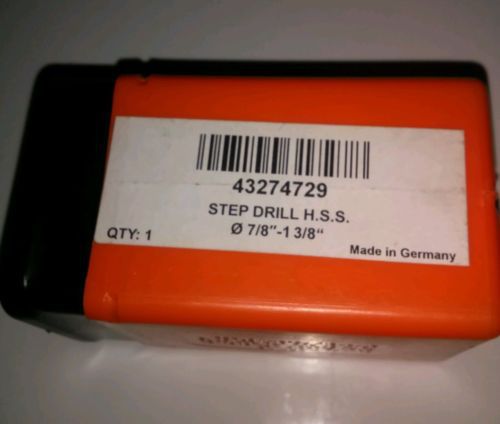 43274729
STEP DRILL H.S.S.
QTY: 1
Ø 7/8"-1 3/8“
Made in Germany